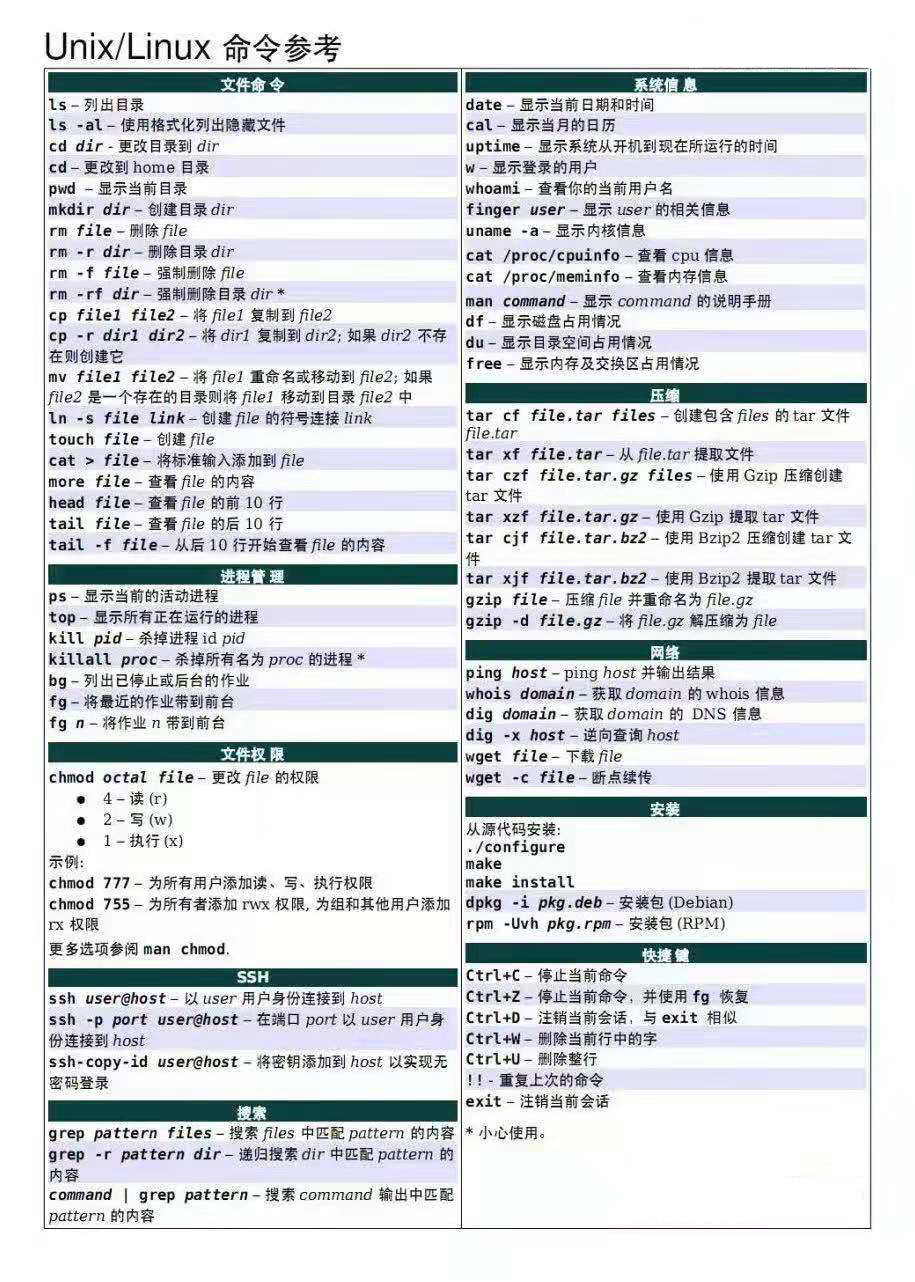 Unix/Linux 命令参考
文件命令
ls – 列出目录
ls -al – 使用格式化列出隐藏文件
cd dir - 更改目录到 dir
cd – 更改到 home 目录
pwd – 显示当前目录
mkdir dir – 创建目录 dir
rm file – 删除 file
rm -r dir – 删除目录 dir
rm -f file – 强制删除 file
rm -rf dir – 强制删除目录 dir *
cp file1 file2 – 将 file1 复制到 file2
cp -r dir1 dir2 – 将 dir1 复制到 dir2; 如果 dir2 不存
在则创建它
mv file1 file2 – 将 file1 重命名或移动到 file2; 如果
file2 是一个存在的目录则将 file1 移动到目录 file2 中
ln -s file link – 创建 file 的符号连接 link
touch file – 创建 file
cat > file – 将标准输入添加到 file
more file – 查看 file 的内容
head file – 查看 file 的前 10 行
tail file – 查看 file 的后 10 行
tail -f file – 从后 10 行开始查看 file 的内容
进程管理
ps – 显示当前的活动进程
top – 显示所有正在运行的进程
kill pid – 杀掉进程 id pid
killall proc – 杀掉所有名为 proc 的进程 *
bg – 列出已停止或后台的作业
fg – 将最近的作业带到前台
fg n – 将作业 n 带到前台
文件权限
chmod octal file – 更改 file 的权限
● 4 – 读 (r)
● 2 – 写 (w)
● 1 – 执行 (x)
示例:
chmod 777 – 为所有用户添加读、写、执行权限
chmod 755 – 为所有者添加 rwx 权限, 为组和其他用户添加
rx 权限
更多选项参阅 man chmod.
SSH
ssh user@host – 以 user 用户身份连接到 host
ssh -p port user@host – 在端口 port 以 user 用户身
份连接到 host
ssh-copy-id user@host – 将密钥添加到 host 以实现无
密码登录
搜索
grep pattern files – 搜索 files 中匹配 pattern 的内容
grep -r pattern dir – 递归搜索 dir 中匹配 pattern 的
内容
command | grep pattern – 搜索 command 输出中匹配
pattern 的内容
系统信息
date – 显示当前日期和时间
cal – 显示当月的日历
uptime – 显示系统从开机到现在所运行的时间
w – 显示登录的用户
whoami – 查看你的当前用户名
finger user – 显示 user 的相关信息
uname -a – 显示内核信息
cat /proc/cpuinfo – 查看 cpu 信息
cat /proc/meminfo – 查看内存信息
man command – 显示 command 的说明手册
df – 显示磁盘占用情况
du – 显示目录空间占用情况
free – 显示内存及交换区占用情况
压缩
tar cf file.tar files – 创建包含 files 的 tar 文件
file.tar
tar xf file.tar – 从 file.tar 提取文件
tar czf file.tar.gz files – 使用 Gzip 压缩创建
tar 文件
tar xzf file.tar.gz – 使用 Gzip 提取 tar 文件
tar cjf file.tar.bz2 – 使用 Bzip2 压缩创建 tar 文
件
tar xjf file.tar.bz2 – 使用 Bzip2 提取 tar 文件
gzip file – 压缩 file 并重命名为 file.gz
gzip -d file.gz – 将 file.gz 解压缩为 file
网络
ping host – ping host 并输出结果
whois domain – 获取 domain 的 whois 信息
dig domain – 获取 domain 的 DNS 信息
dig -x host – 逆向查询 host
wget file – 下载 file
wget -c file – 断点续传
安装
从源代码安装:
./configure
make
make install
dpkg -i pkg.deb – 安装包 (Debian)
rpm -Uvh pkg.rpm – 安装包 (RPM)
快捷键
Ctrl+C – 停止当前命令
Ctrl+Z – 停止当前命令，并使用 fg 恢复
Ctrl+D – 注销当前会话，与 exit 相似
Ctrl+W – 删除当前行中的字
Ctrl+U – 删除整行
!! - 重复上次的命令
exit – 注销当前会话
* 小心使用。